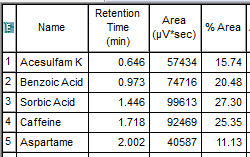 Name Retention Time (min) Area (µV*sec) % Area
1 Acesulfam K 0.646 57434 15.74
2 Benzoic Acid 0.973 74716 20.48
3 Sorbic Acid 1.446 99613 27.30
4 Caffeine 1.718 92469 25.35
5 Aspartame 2.002 40587 11.13